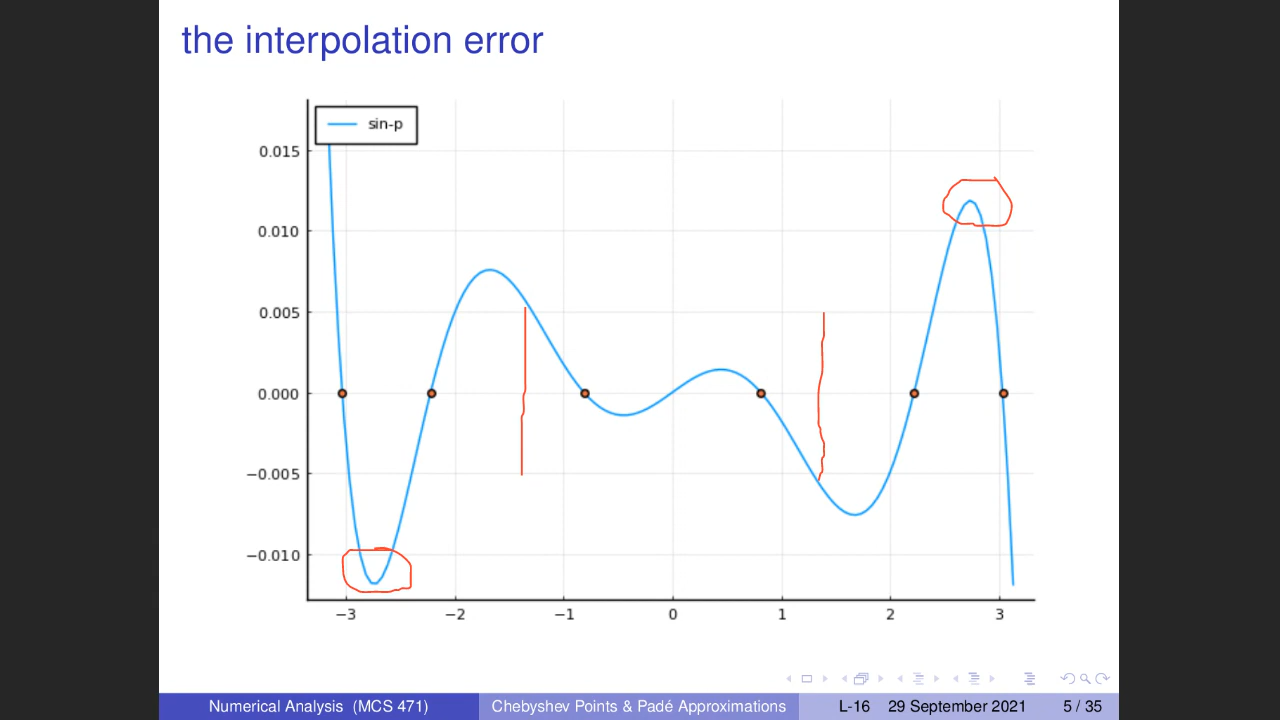 the interpolation error
sin-p
0.015
0.010
0.005
0.000
−0.005
−0.010
−3 −2 −1 0 1 2 3
Numerical Analysis (MCS 471) Chebyshev Points & Padé Approximations L-16 29 September 2021 5 / 35